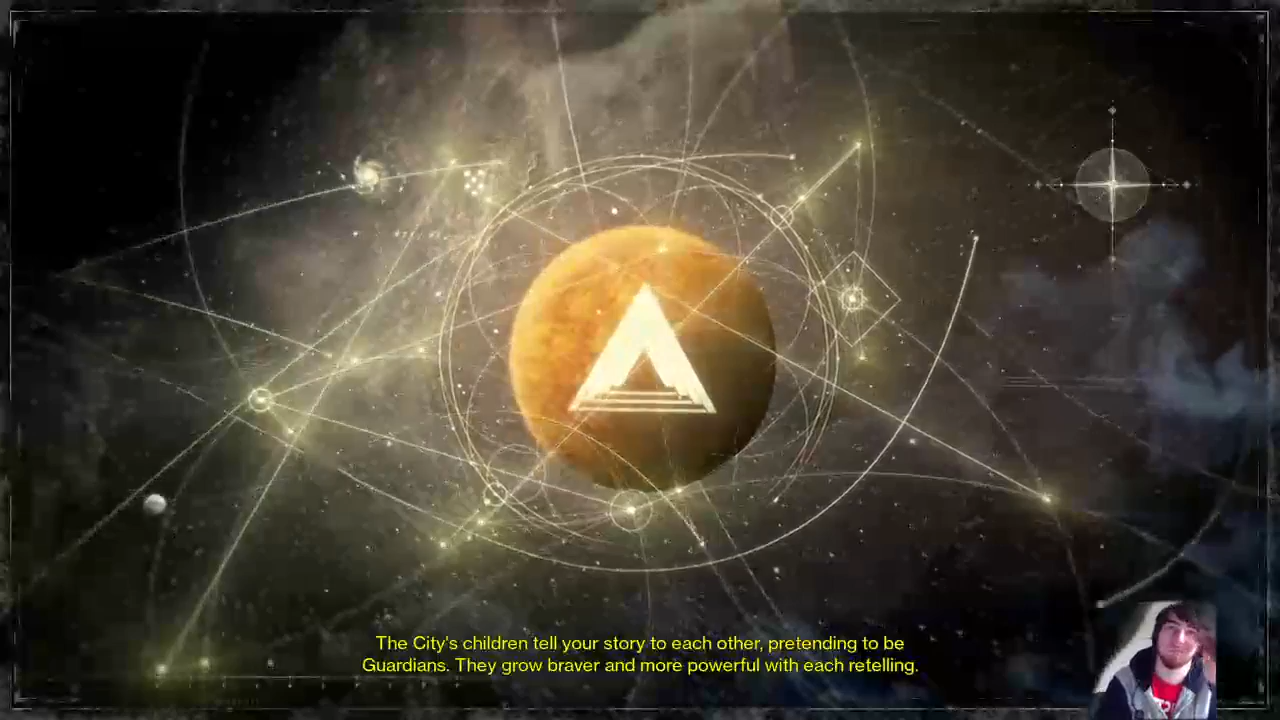 The City's children tell your story to each other, pretending to be
Guardians. They grow braver and more powerful with each retelling.